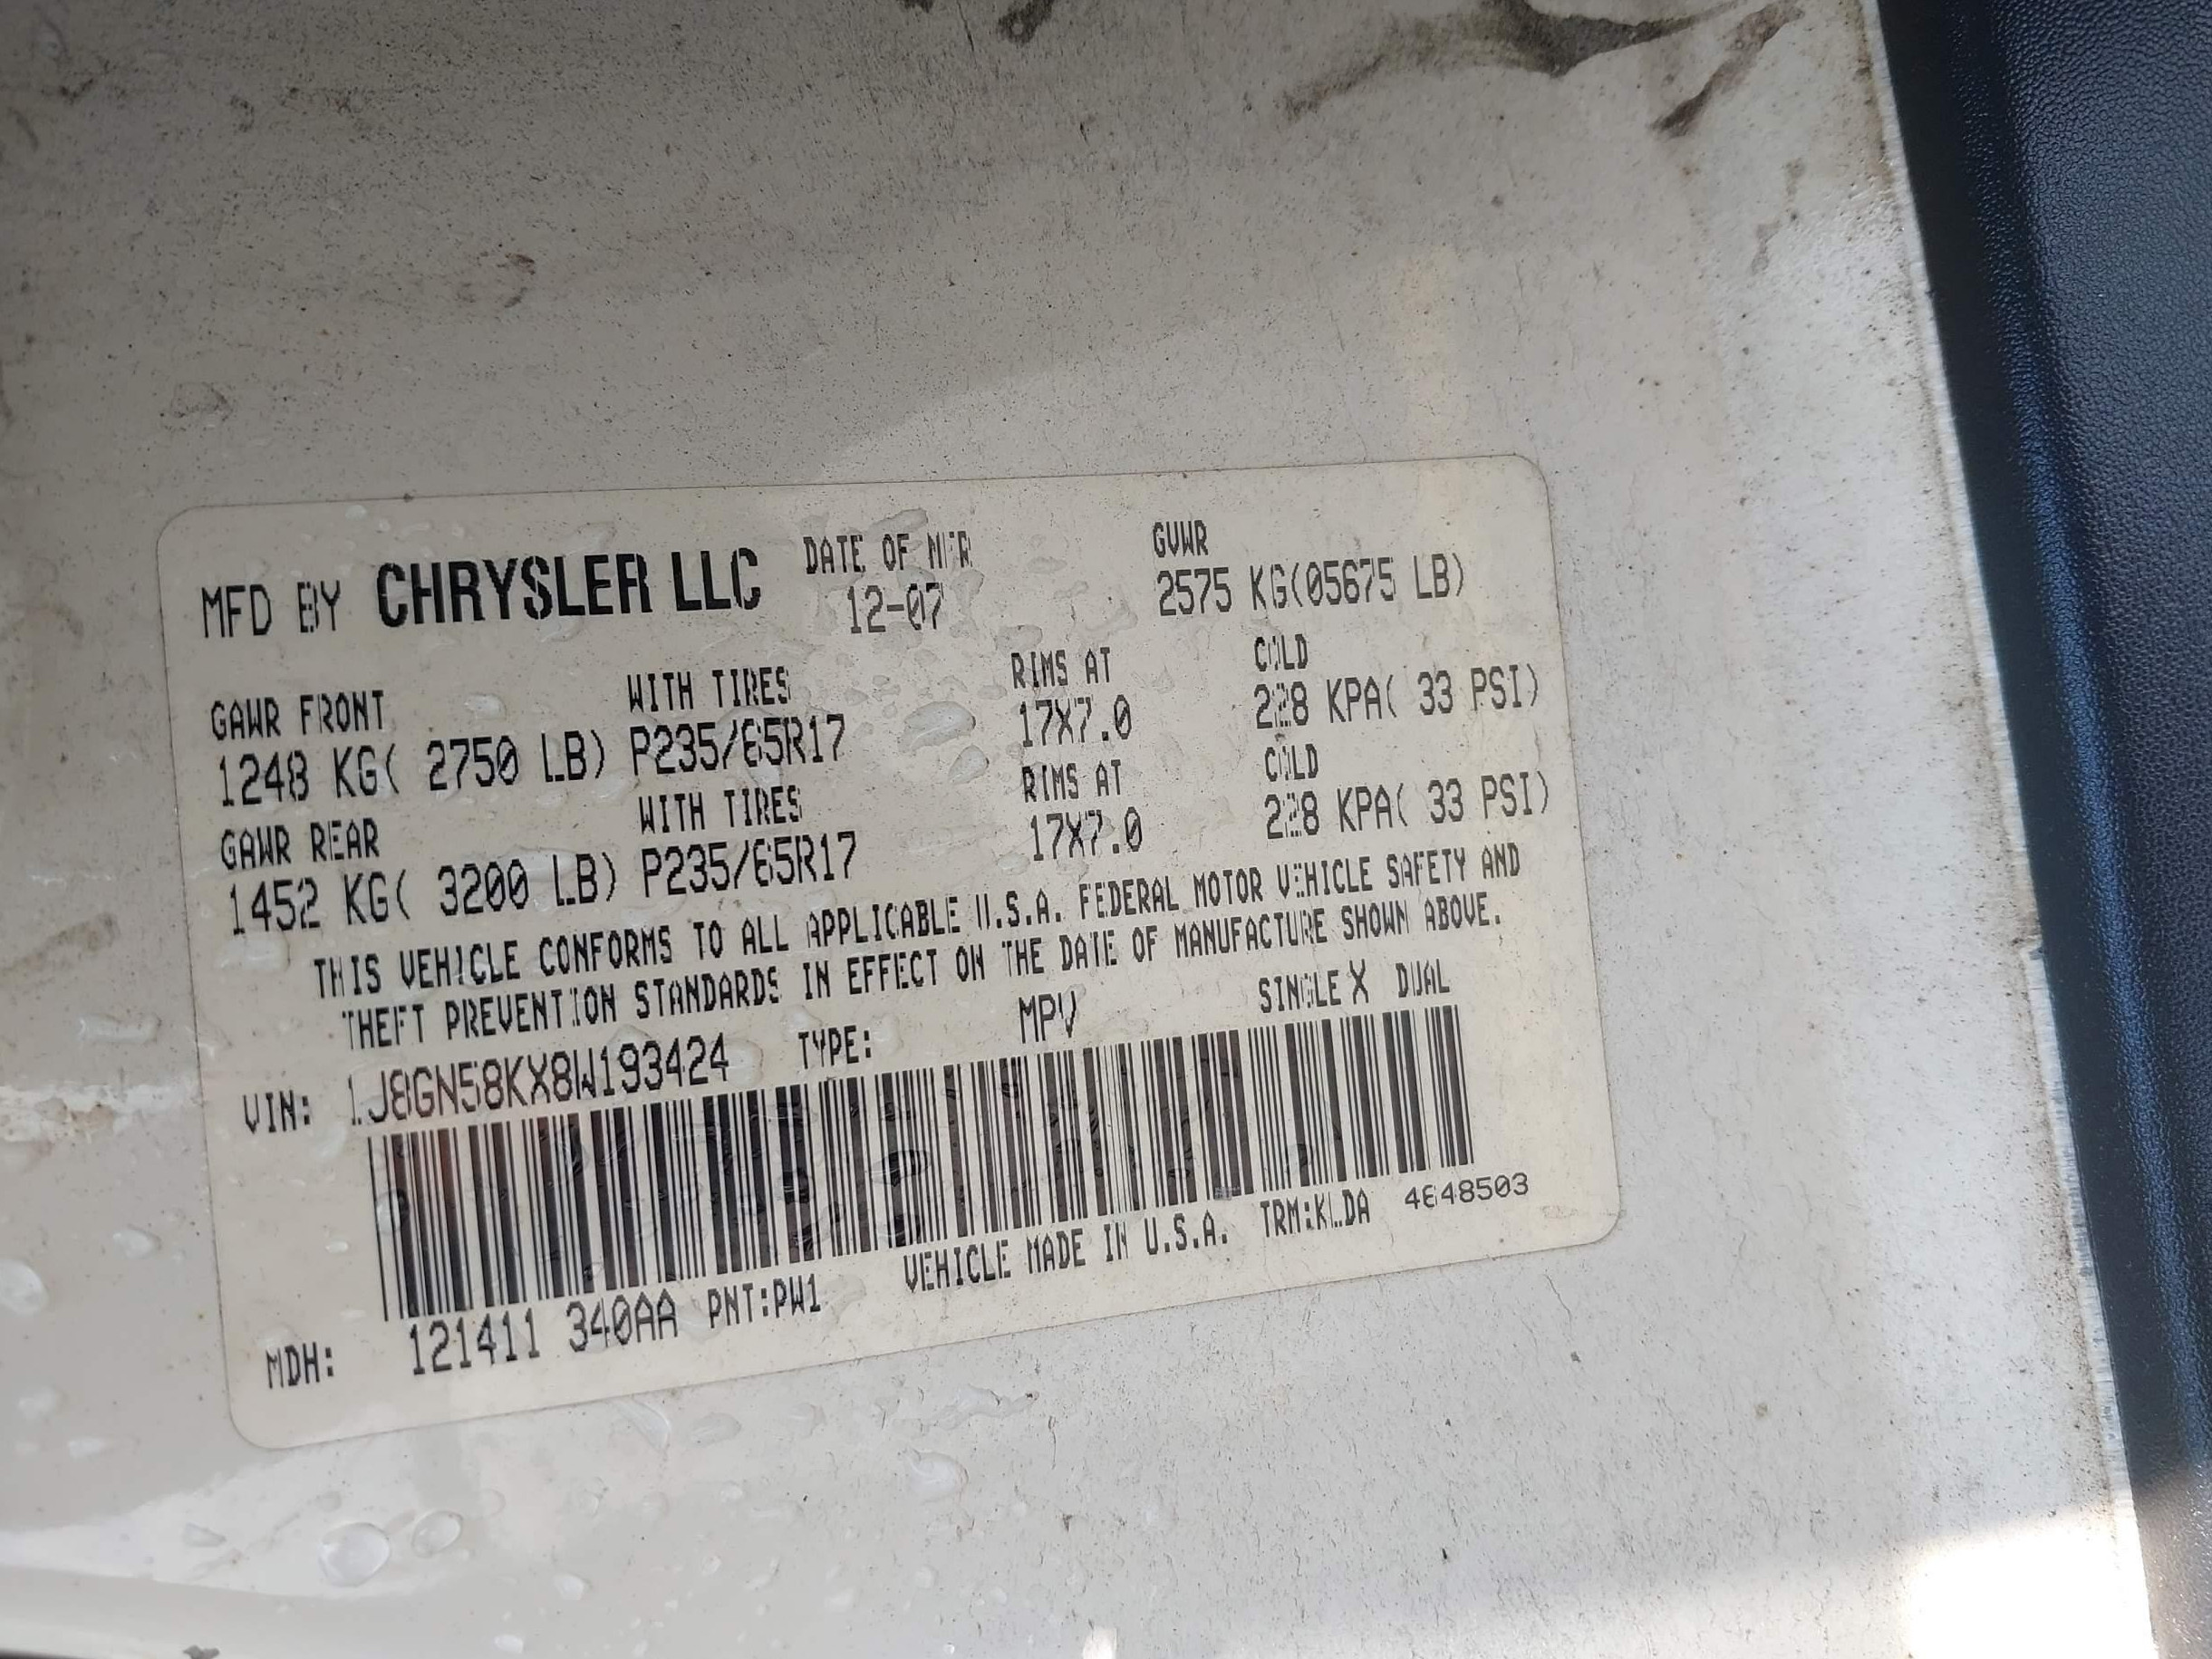 MFD BY CHRYSLER LLC DATE OF MFR GVWR
12-07 2575 KG(05675 LB)
GAWR FRONT WITH TIRES RIMS AT COLD
1248 KG( 2750 LB) P235/65R17 17X7.0 228 KPA( 33 PSI)
GAWR REAR WITH TIRES RIMS AT COLD
1452 KG( 3200 LB) P235/65R17 17X7.0 228 KPA( 33 PSI)
THIS VEHICLE CONFORMS TO ALL APPLICABLE U.S.A. FEDERAL MOTOR VEHICLE SAFETY AND
THEFT PREVENTION STANDARDS IN EFFECT ON THE DATE OF MANUFACTURE SHOWN ABOVE.
VIN: 1J8GN58KX8W193424 TYPE: MPV SINGLE X DUAL
MDH: 121411 340AA PNT:PW1 VEHICLE MADE IN U.S.A. TRM:KLDA 4648503